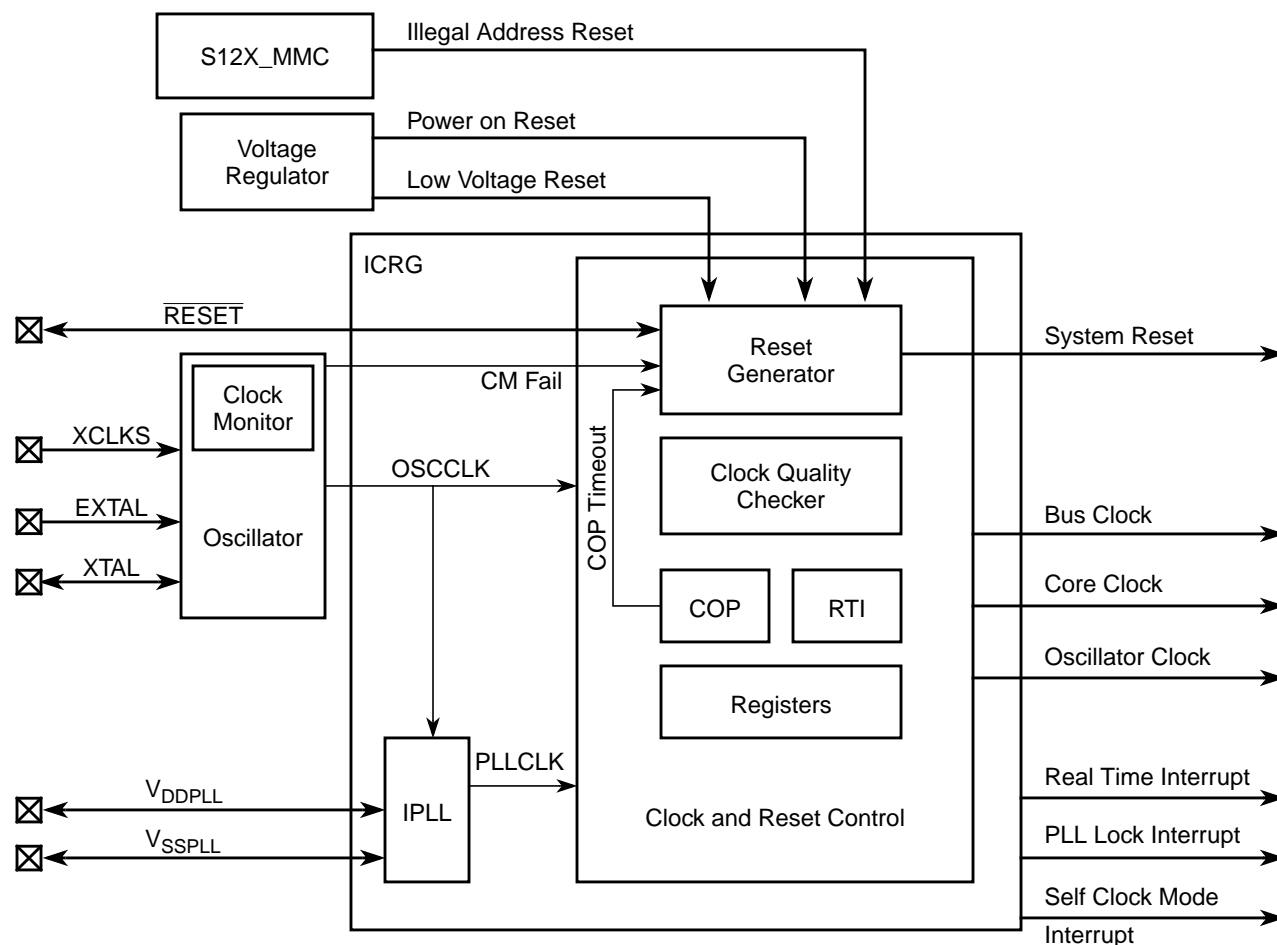 S12X_MMC
Illegal Address Reset
Voltage
Regulator
Power on Reset
Low Voltage Reset
ICRG
RESET
Reset
Generator
System Reset
Clock
Monitor
CM Fail
XCLKS
OSCCLK
COP Timeout
Clock Quality
Checker
EXTAL
Oscillator
Bus Clock
XTAL
COP
RTI
Core Clock
Oscillator Clock
Registers
PLLCLK
Real Time Interrupt
VDDPLL
IPLL
Clock and Reset Control
PLL Lock Interrupt
VSSPLL
Self Clock Mode
Interrupt